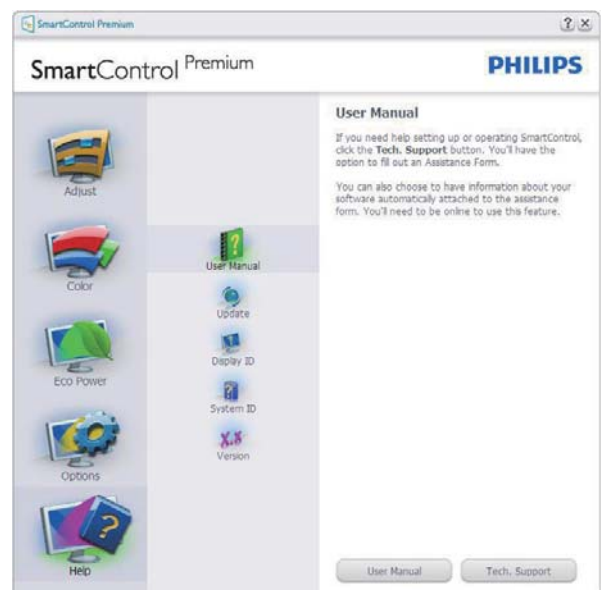 SmartControl Premium
SmartControl Premium
PHILIPS
Adjust
Color
Eco Power
Options
Help
User Manual
Update
Display ID
System ID
X.X
Version
User Manual
If you need help setting up or operating SmartControl,
click the Tech. Support button. You'll have the
option to fill out an Assistance Form.
You can also choose to have information about your
software automatically attached to the assistance
form. You'll need to be online to use this feature.
User Manual
Tech. Support